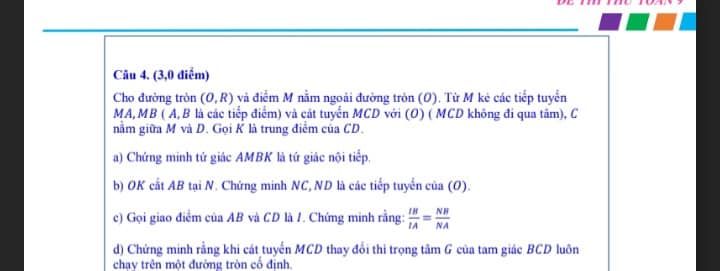 ĐỀ THI THỬ TOÁN 9
Câu 4. (3,0 điểm)
Cho đường tròn (O, R) và điểm M nằm ngoài đường tròn (O). Từ M kẻ các tiếp tuyến
MA, MB ( A, B là các tiếp điểm) và cát tuyến MCD với (O) ( MCD không đi qua tâm), C
nằm giữa M và D. Gọi K là trung điểm của CD.
a) Chứng minh tứ giác AMBK là tứ giác nội tiếp.
b) OK cắt AB tại N. Chứng minh NC, ND là các tiếp tuyến của (O).
c) Gọi giao điểm của AB và CD là I. Chứng minh rằng: IB/IA = NB/NA
d) Chứng minh rằng khi cát tuyến MCD thay đổi thì trọng tâm G của tam giác BCD luôn
chạy trên một đường tròn cố định.